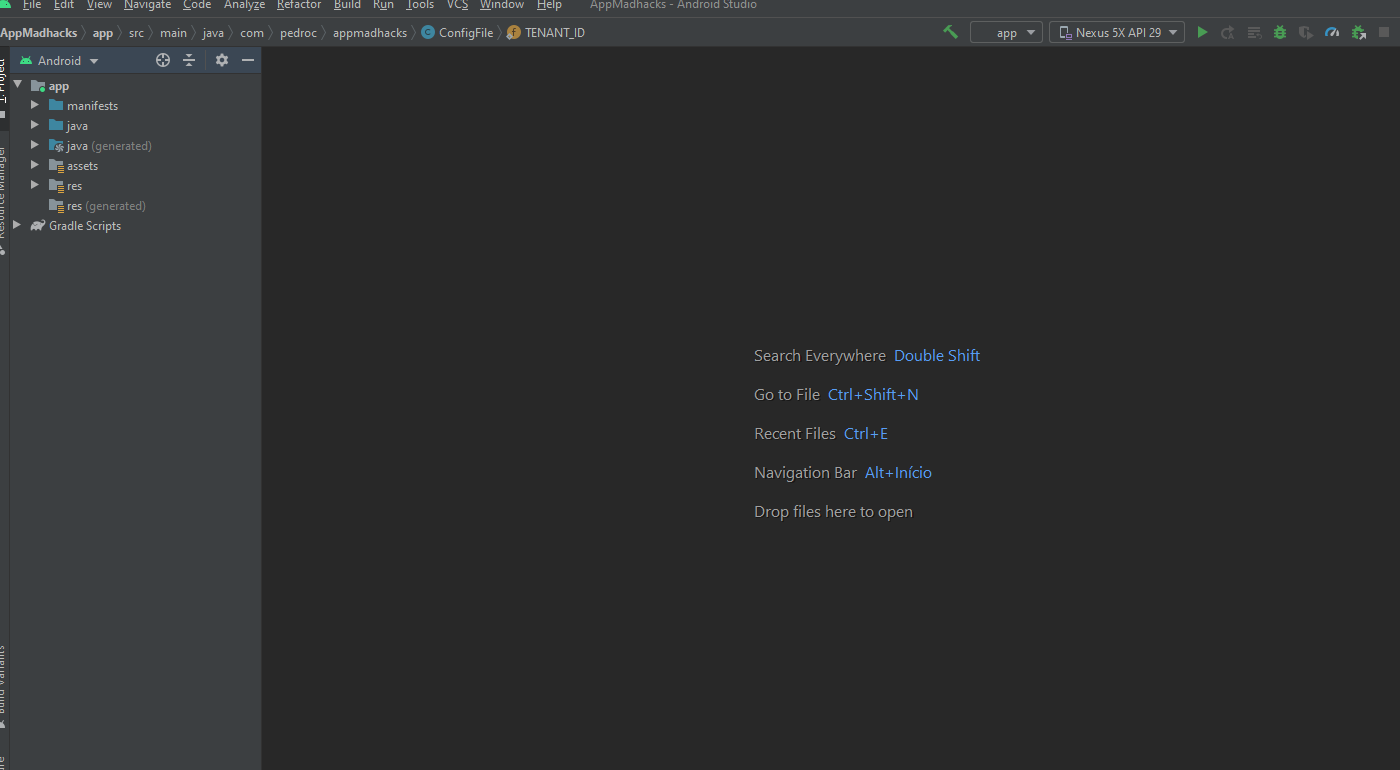 File Edit View Navigate Code Analyze Refactor Build Run Tools VCS Window Help AppMadhacks - Android Studio
AppMadhacks app src main java com pedroc appmadhacks C ConfigFile f TENANT_ID app Nexus 5X API 29
Android
Project
app
manifests
java
java (generated)
assets
res
res (generated)
Gradle Scripts
Resource Manager
Build Variants
Search Everywhere Double Shift
Go to File Ctrl+Shift+N
Recent Files Ctrl+E
Navigation Bar Alt+Início
Drop files here to open